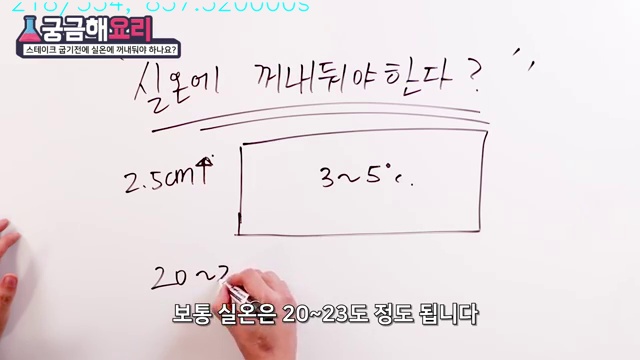 218/334, 857.520000s
궁금해요리
스테이크 굽기전에 실온에 꺼내둬야 하나요?
"실온에 꺼내둬야한다?"
2.5cm↑
3~5°c.
20~2
보통 실온은 20~23도 정도 됩니다